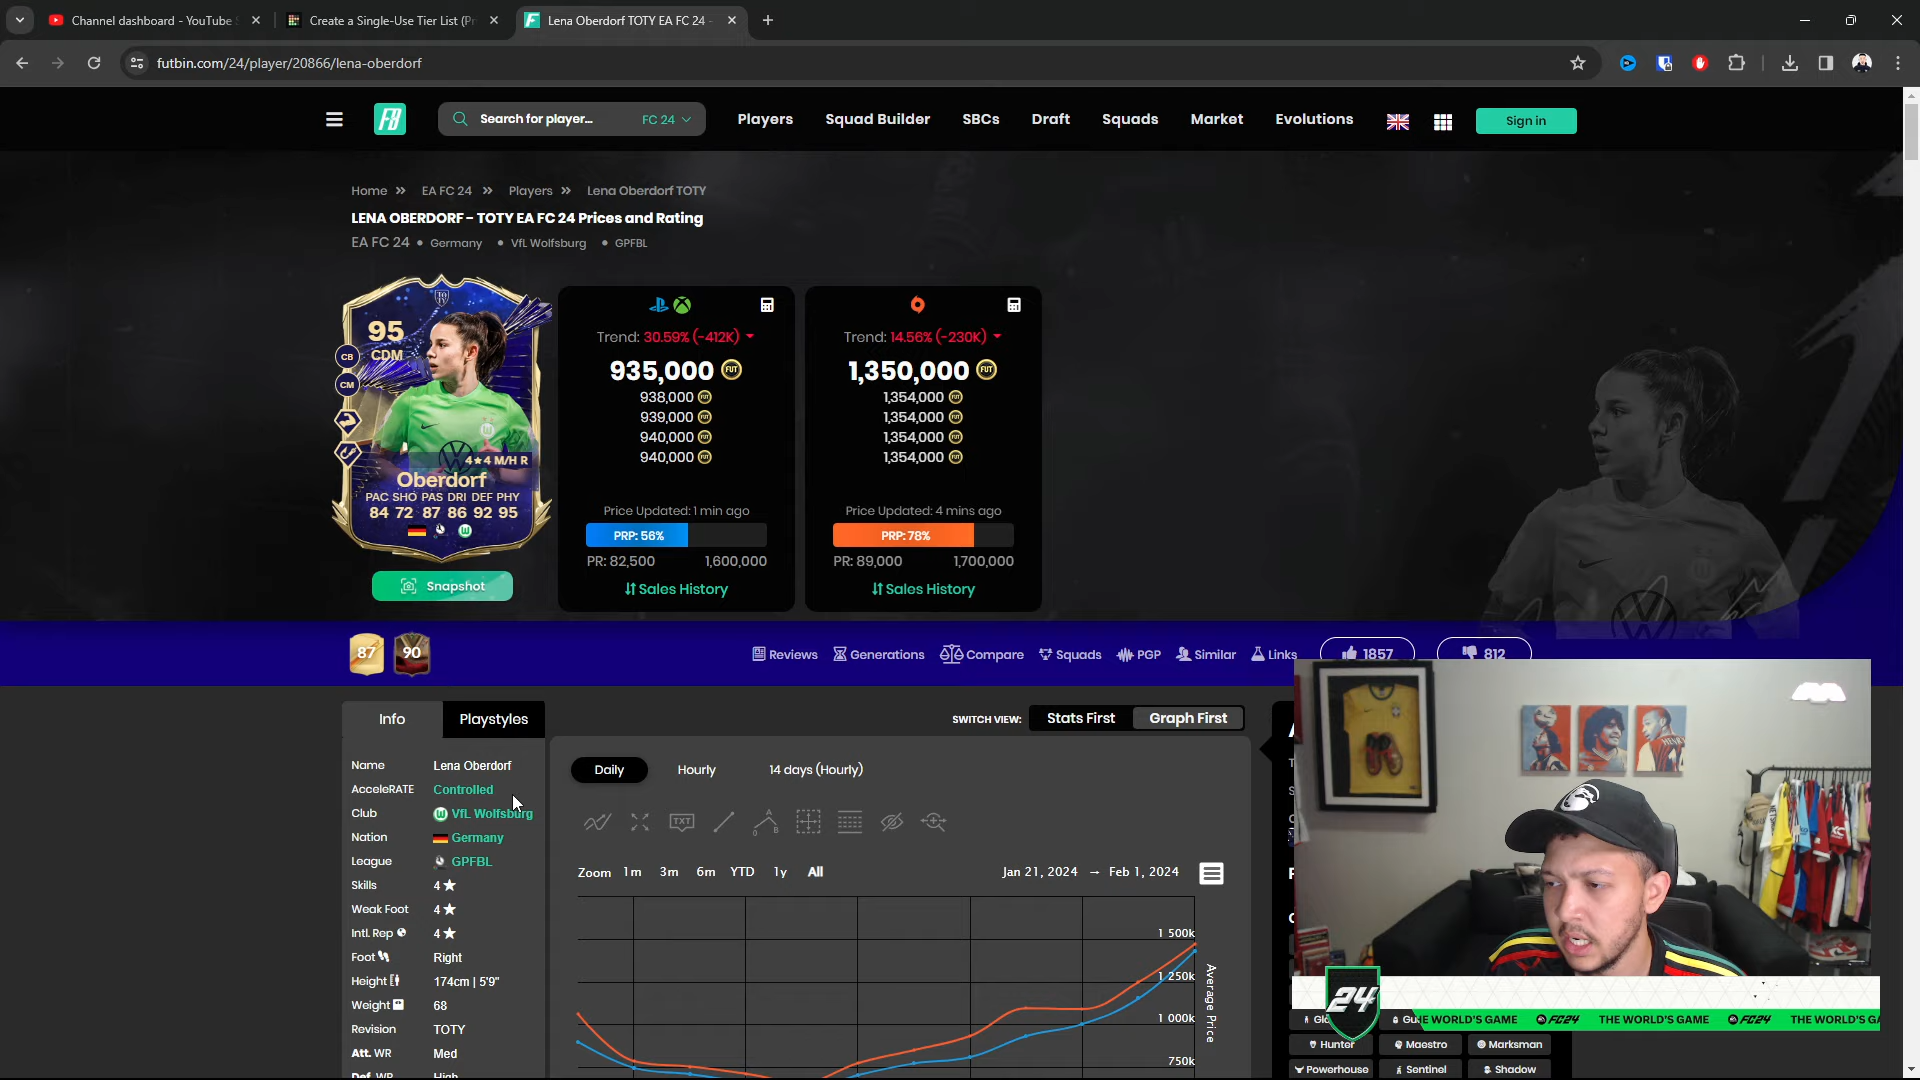 Channel dashboard - YouTube
Create a Single-Use Tier List
Lena Oberdorf TOTY EA FC 24 -
futbin.com/24/player/20866/lena-oberdorf
Search for player...
FC 24
Players
Squad Builder
SBCs
Draft
Squads
Market
Evolutions
Sign in
Home » EA FC 24 » Players » Lena Oberdorf TOTY
LENA OBERDORF - TOTY EA FC 24 Prices and Rating
EA FC 24 • Germany • VfL Wolfsburg • GPFBL
95
CDM
CB
CM
4★4 M/H R
Oberdorf
PAC SHO PAS DRI DEF PHY
84 72 87 86 92 95
Snapshot
Trend: 30.59% (-412K)
935,000
938,000
939,000
940,000
940,000
Price Updated: 1 min ago
PRP: 56%
PR: 82,500 1,600,000
Sales History
Trend: 14.56% (-230K)
1,350,000
1,354,000
1,354,000
1,354,000
1,354,000
Price Updated: 4 mins ago
PRP: 78%
PR: 89,000 1,700,000
Sales History
87
90
Reviews
Generations
Compare
Squads
PGP
Similar
Links
1857
812
Info
Playstyles
SWITCH VIEW:
Stats First
Graph First
Name Lena Oberdorf
AcceleRATE Controlled
Club VfL Wolfsburg
Nation Germany
League GPFBL
Skills 4★
Weak Foot 4★
Intl. Rep 4★
Foot Right
Height 174cm | 5'9"
Weight 68
Revision TOTY
Att. WR Med
Def. WR High
Daily
Hourly
14 days (Hourly)
TXT
Zoom 1m 3m 6m YTD 1y All
Jan 21, 2024 → Feb 1, 2024
1 500k
1 250k
1 000k
750k
Average Price
24
THE WORLD'S GAME
FC24
THE WORLD'S GAME
FC24
Hunter
Maestro
Marksman
Powerhouse
Sentinel
Shadow